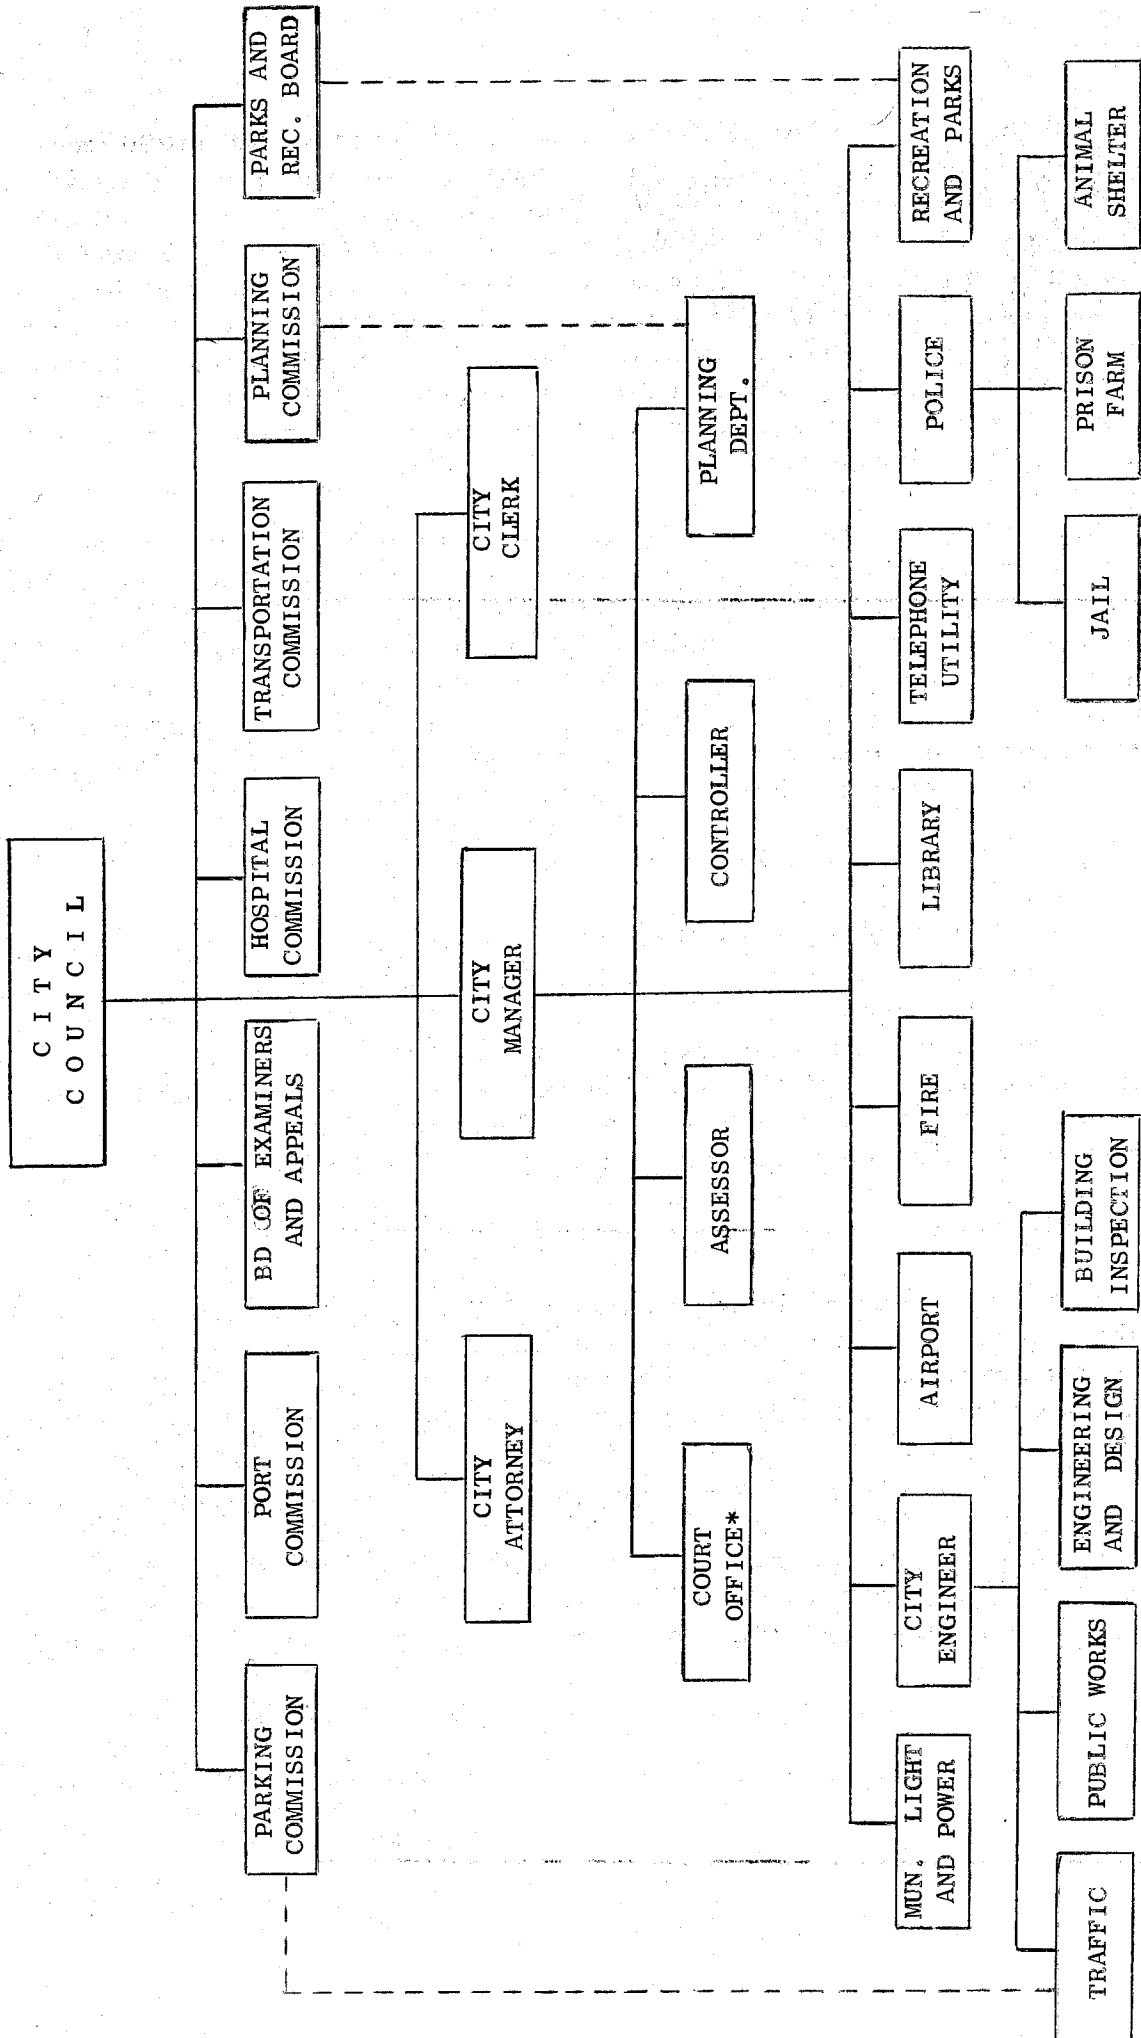 CITY
COUNCIL
PARKING
COMMISSION
PORT
COMMISSION
BD OF EXAMINERS
AND APPEALS
HOSPITAL
COMMISSION
TRANSPORTATION
COMMISSION
PLANNING
COMMISSION
PARKS AND
REC. BOARD
CITY
ATTORNEY
CITY
MANAGER
CITY
CLERK
COURT
OFFICE*
ASSESSOR
CONTROLLER
PLANNING
DEPT.
MUN. LIGHT
AND POWER
CITY
ENGINEER
AIRPORT
FIRE
LIBRARY
TELEPHONE
UTILITY
POLICE
RECREATION
AND PARKS
TRAFFIC
PUBLIC WORKS
ENGINEERING
AND DESIGN
BUILDING
INSPECTION
JAIL
PRISON
FARM
ANIMAL
SHELTER